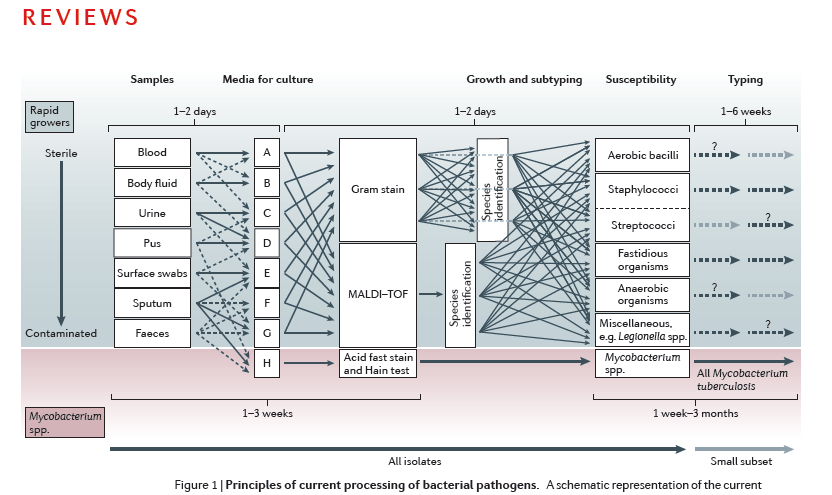 REVIEWS
Samples
Media for culture
Growth and subtyping
Susceptibility
Typing
Rapid
growers
1–2 days
1–2 days
1–6 weeks
Sterile
Contaminated
Blood
Body fluid
Urine
Pus
Surface swabs
Sputum
Faeces
A
B
C
D
E
F
G
H
Gram stain
MALDI–TOF
Acid fast stain
and Hain test
Species
identification
Species
identification
Aerobic bacilli
Staphylococci
Streptococci
Fastidious
organisms
Anaerobic
organisms
Miscellaneous,
e.g. Legionella spp.
Mycobacterium
spp.
?
?
?
?
All Mycobacterium
tuberculosis
Mycobacterium
spp.
1–3 weeks
1 week–3 months
All isolates
Small subset
Figure 1 | Principles of current processing of bacterial pathogens. A schematic representation of the current